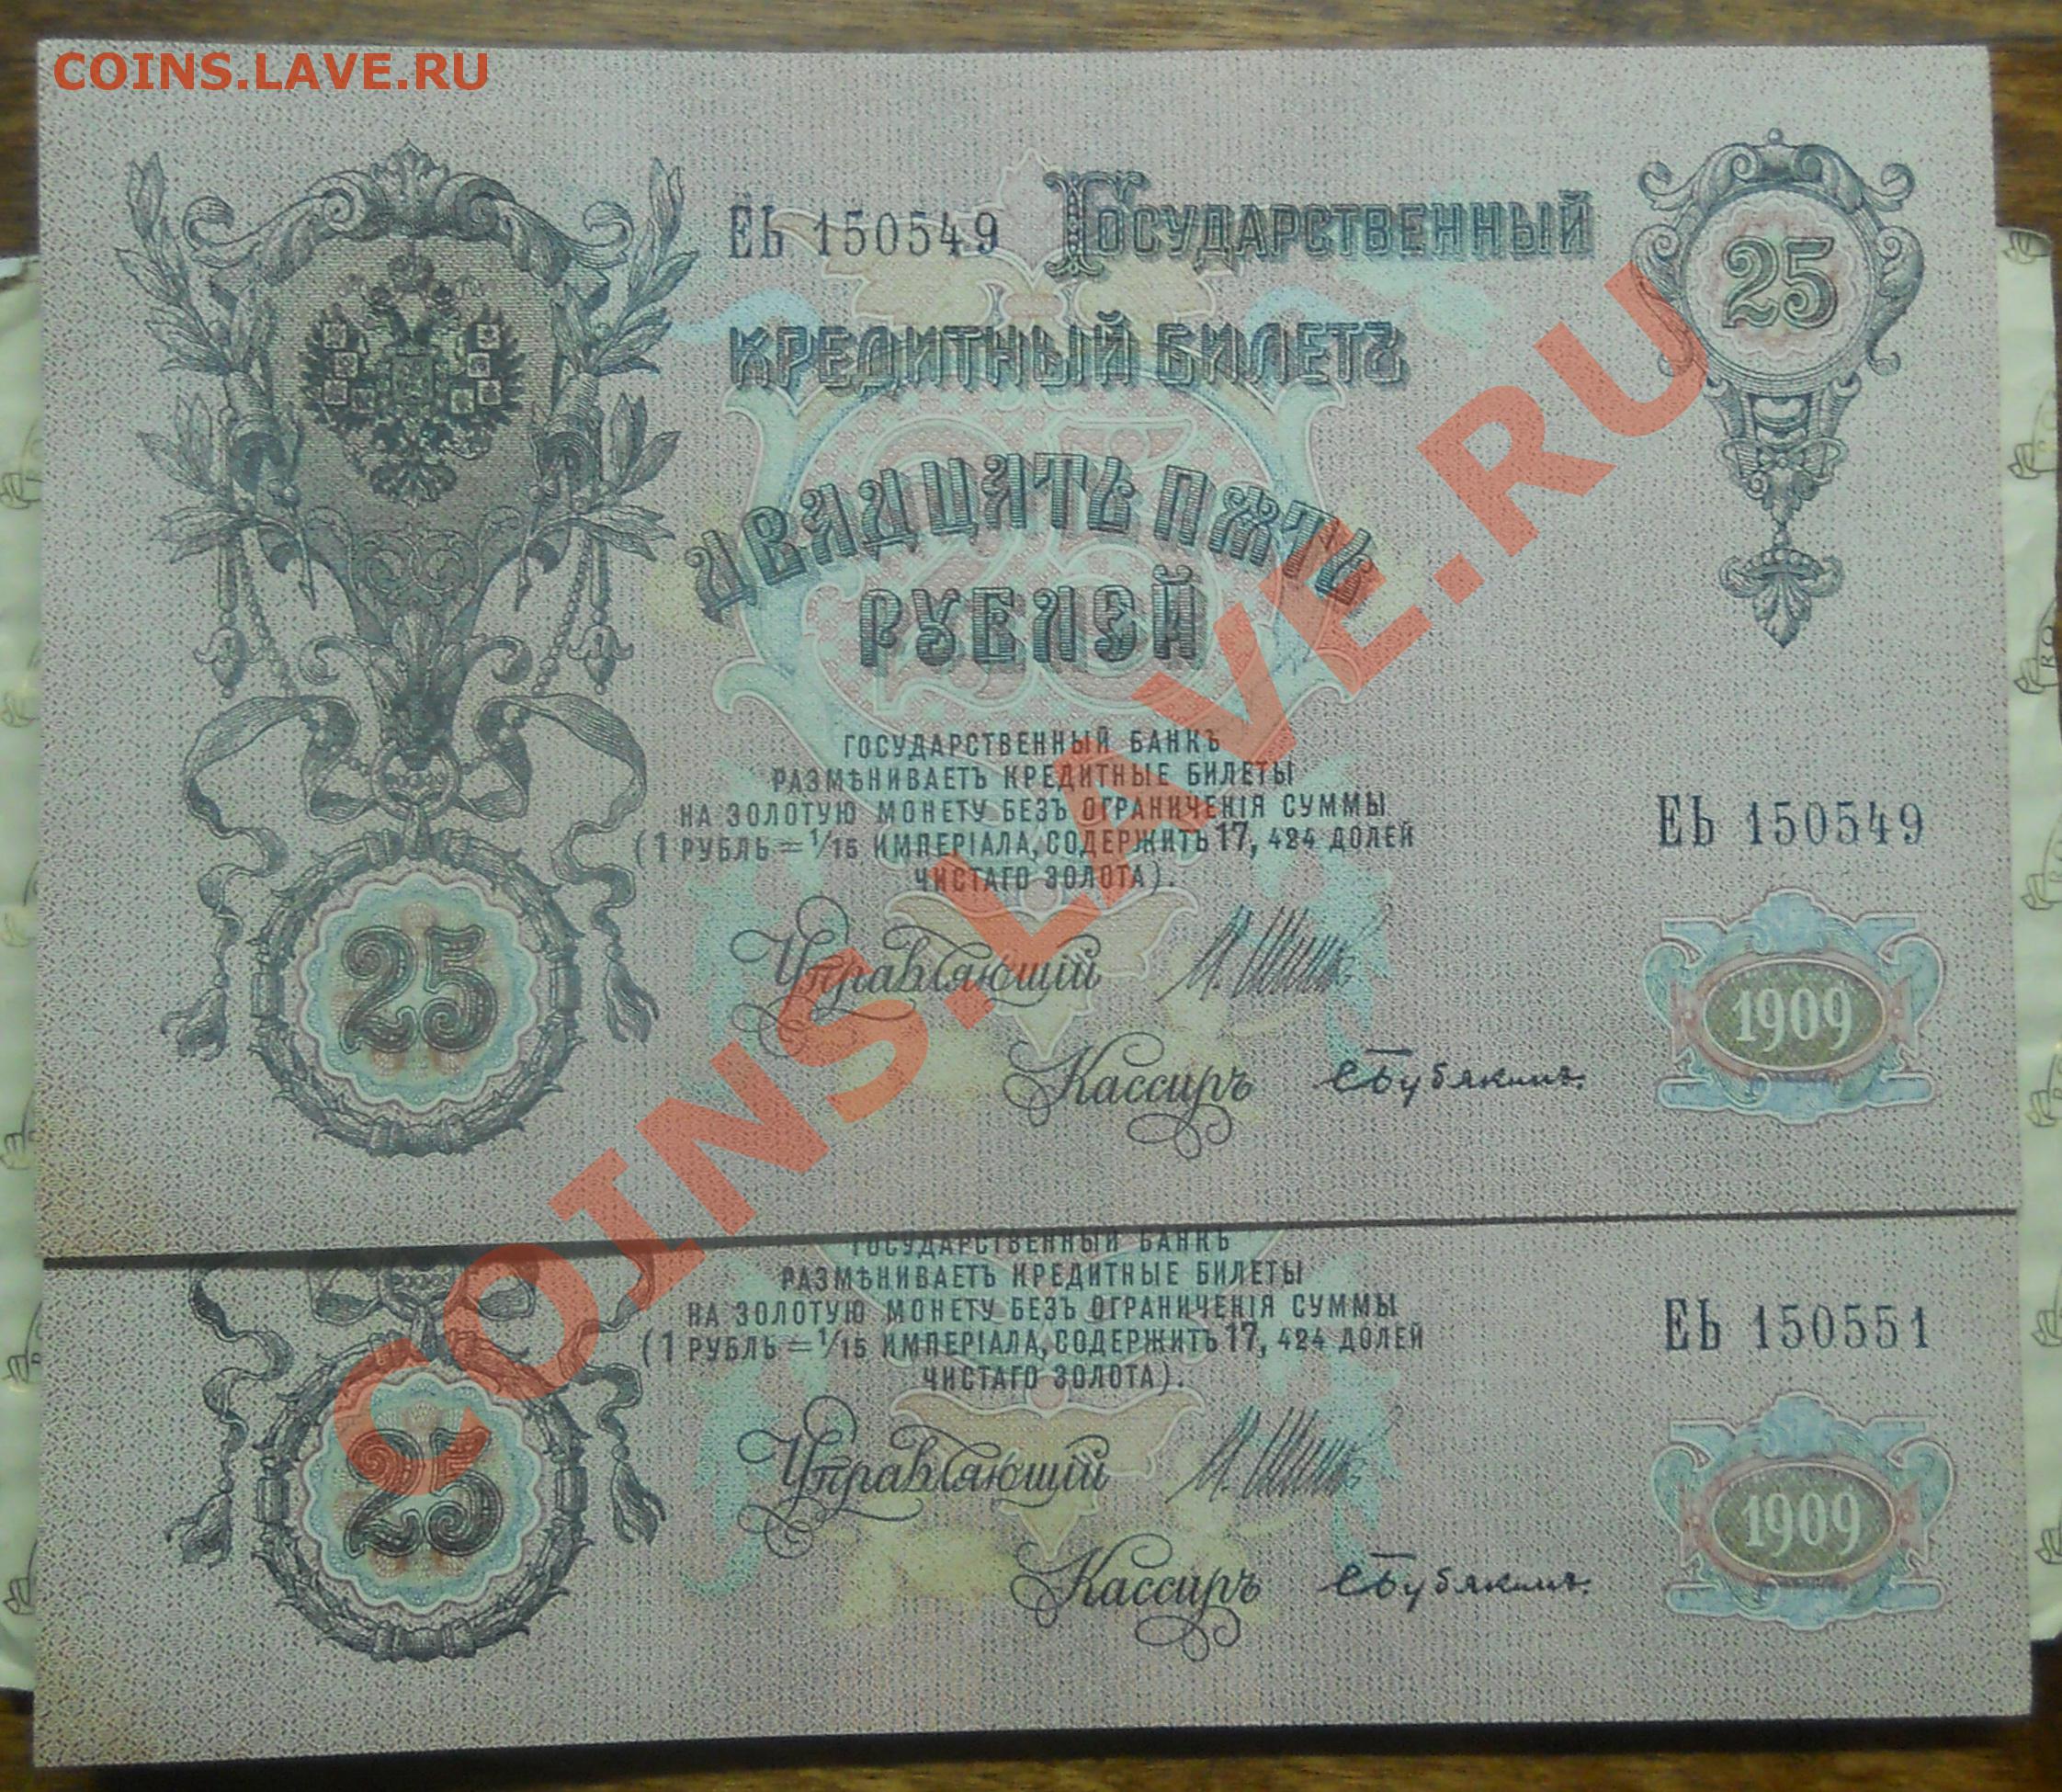 COINS.LAVE.RU
ЕЬ 150549 ГОСУДАРСТВЕННЫЙ
25
КРЕДИТНЫЙ БИЛЕТЪ
ДВАДЦАТЬ ПЯТЬ
РУБЛЕЙ
ГОСУДАРСТВЕННЫЙ БАНКЪ
РАЗМѢНИВАЕТЪ КРЕДИТНЫЕ БИЛЕТЫ
НА ЗОЛОТУЮ МОНЕТУ БЕЗЪ ОГРАНИЧЕНІЯ СУММЫ
(1 РУБЛЬ = 1/15 ИМПЕРІАЛА, СОДЕРЖИТЪ 17, 424 ДОЛЕЙ
ЧИСТАГО ЗОЛОТА).
ЕЬ 150549
25
Управляющій
Кассиръ
1909
COINS.LAVE.RU
ГОСУДАРСТВЕННЫЙ БАНКЪ
РАЗМѢНИВАЕТЪ КРЕДИТНЫЕ БИЛЕТЫ
НА ЗОЛОТУЮ МОНЕТУ БЕЗЪ ОГРАНИЧЕНІЯ СУММЫ
(1 РУБЛЬ = 1/15 ИМПЕРІАЛА, СОДЕРЖИТЪ 17, 424 ДОЛЕЙ
ЧИСТАГО ЗОЛОТА).
ЕЬ 150551
25
Управляющій
Кассиръ
1909